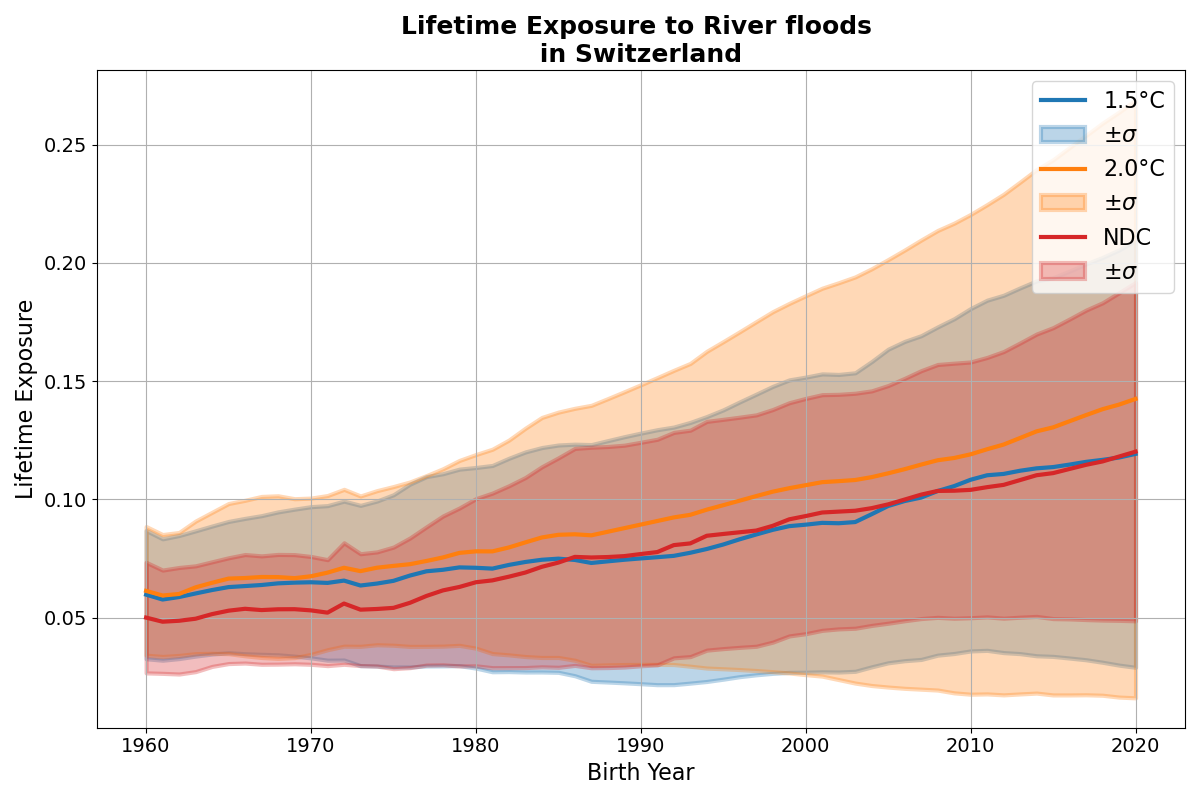 Lifetime Exposure to River floods
in Switzerland
1.5°C
±σ
2.0°C
±σ
NDC
±σ
0.25
0.20
0.15
0.10
0.05
Lifetime Exposure
1960
1970
1980
1990
2000
2010
2020
Birth Year